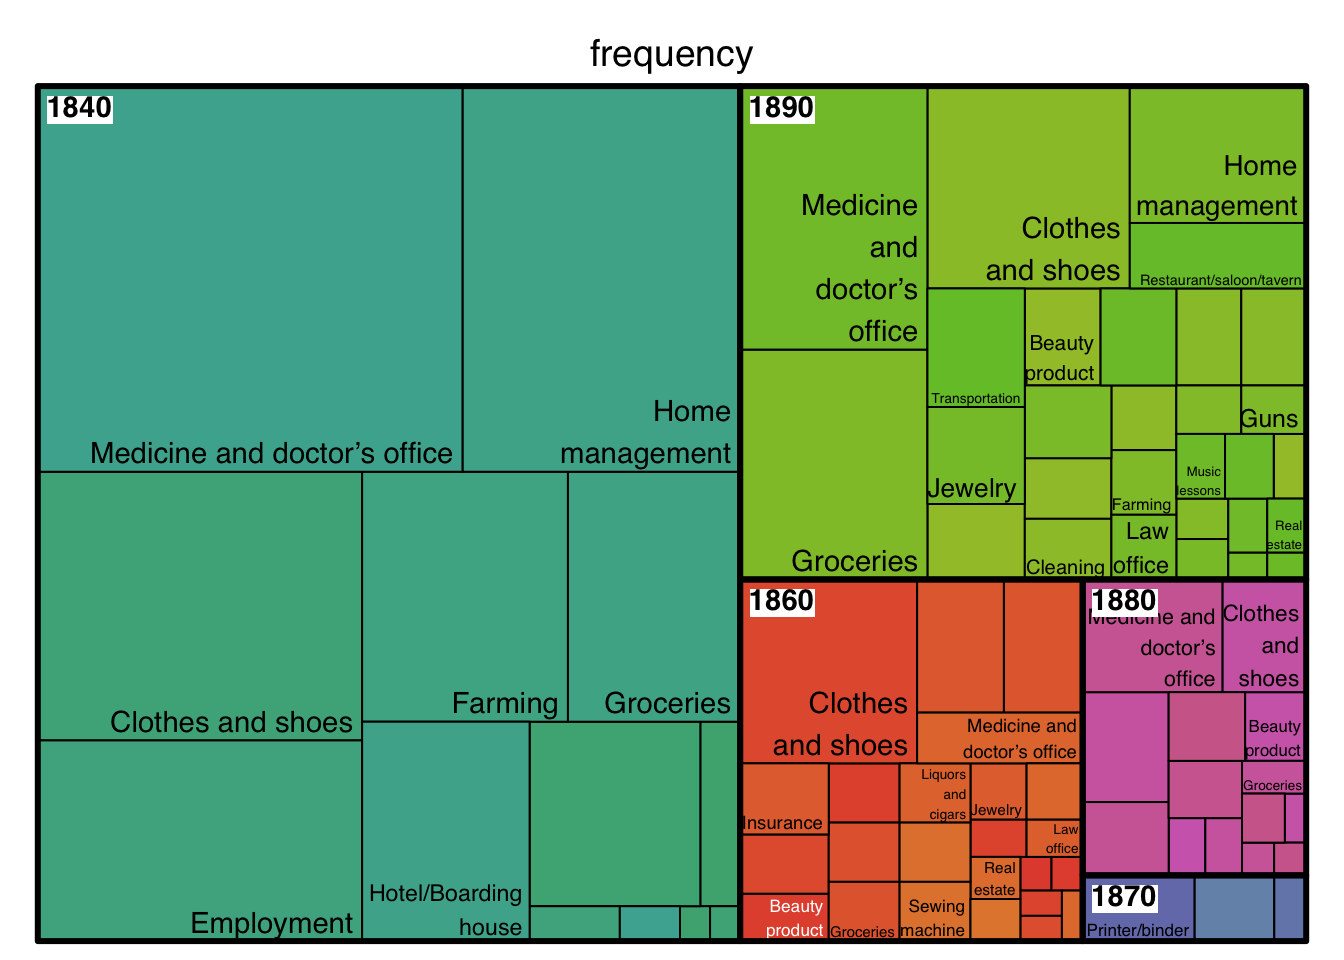 frequency
1840
Medicine and doctor’s office
Home
management
Clothes and shoes
Farming
Groceries
Employment
Hotel/Boarding
house
1890
Medicine
and
doctor’s
office
Clothes
and shoes
Home
management
Restaurant/saloon/tavern
Groceries
Transportation
Beauty
product
Jewelry
Guns
Music
lessons
Farming
Law
office
Cleaning
Real
estate
1860
Clothes
and shoes
Medicine and
doctor’s office
Insurance
Liquors
and
cigars
Jewelry
Law
office
Real
estate
Beauty
product
Groceries
Sewing
machine
1880
Medicine and
doctor’s
office
Clothes
and
shoes
Beauty
product
Groceries
1870
Printer/binder